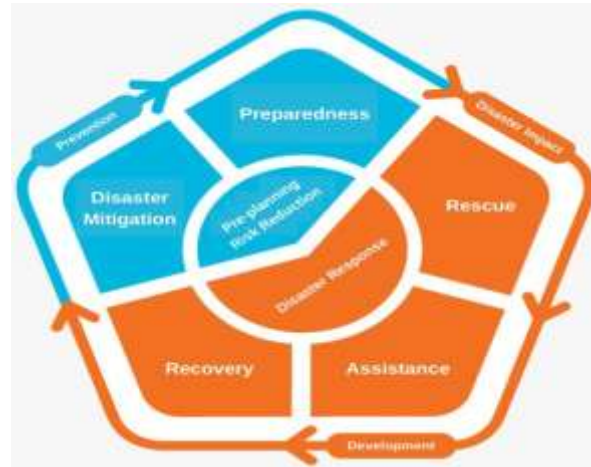 Preparedness
Prevention
Disaster Impact
Disaster
Mitigation
Pre-planning
Risk Reduction
Rescue
Disaster Response
Recovery
Assistance
Development